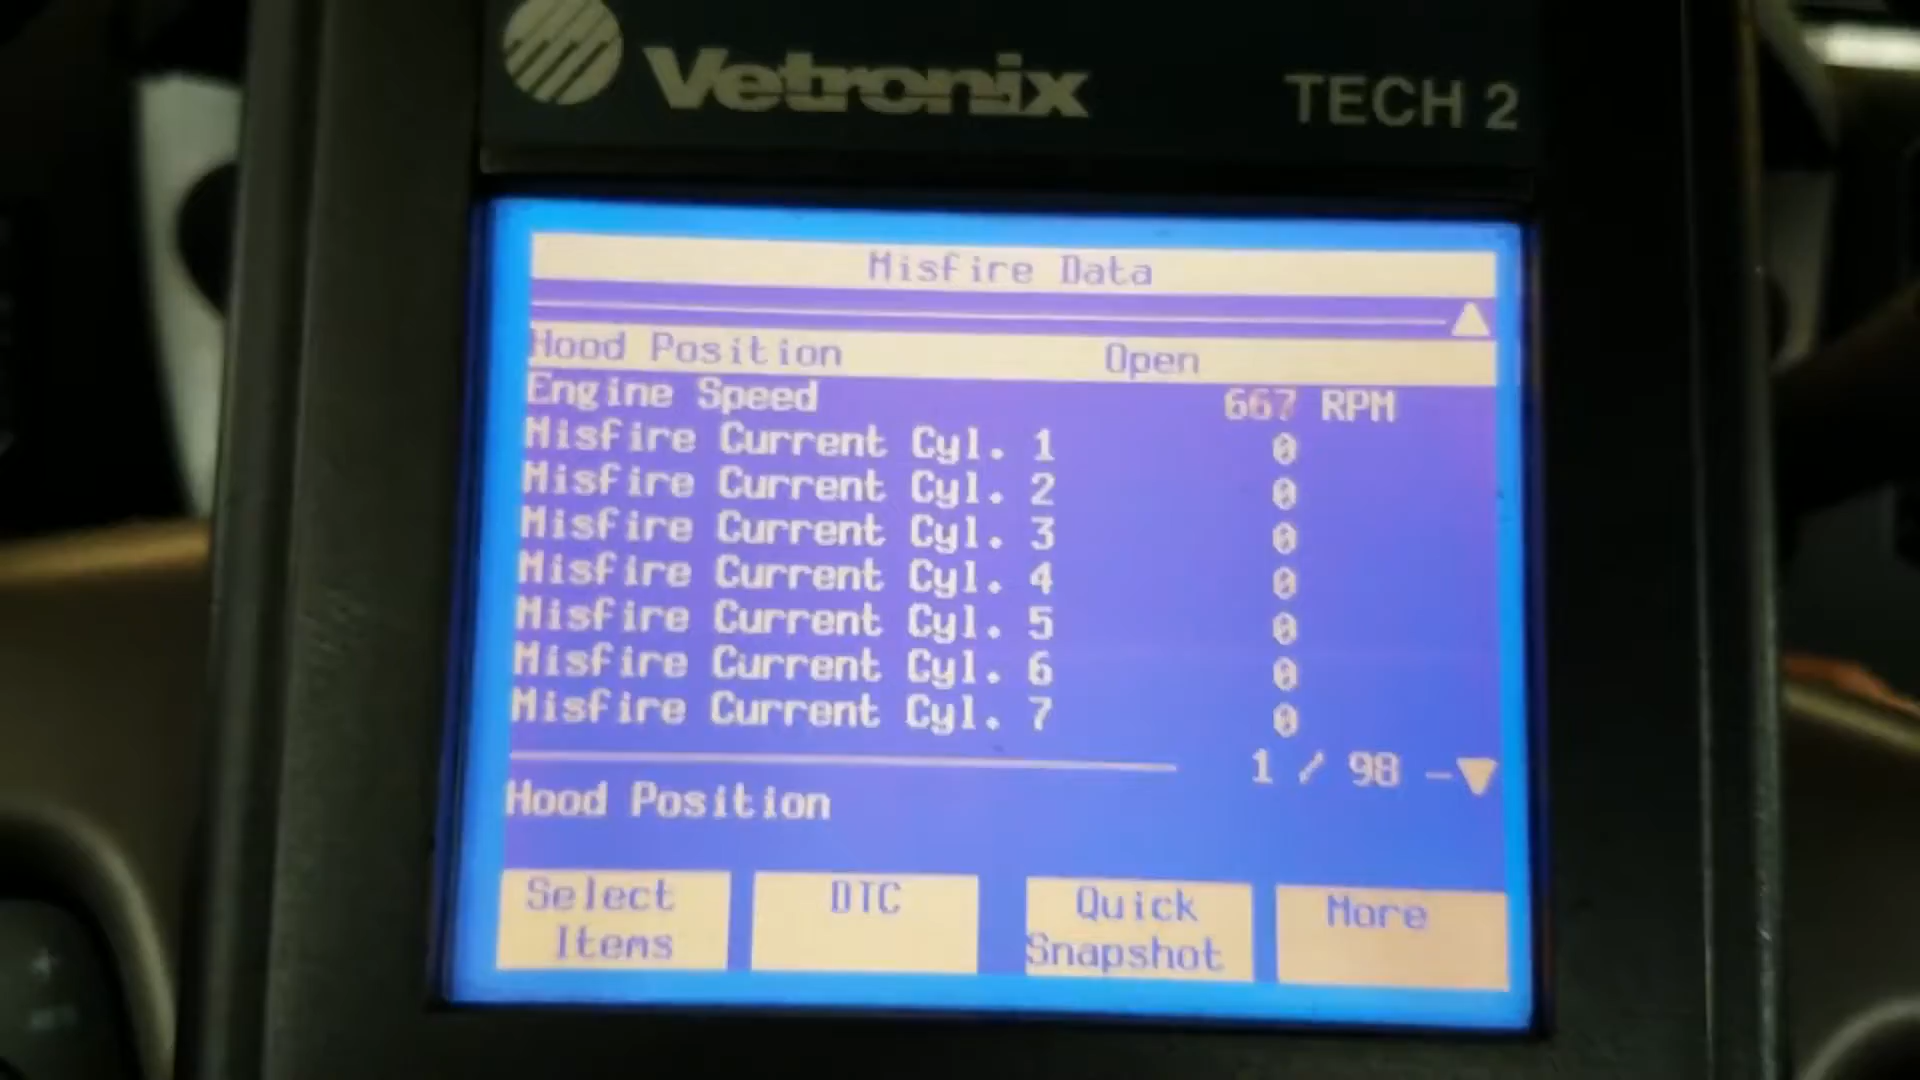 Vetronix TECH 2
Misfire Data
Hood Position Open
Engine Speed 667 RPM
Misfire Current Cyl. 1 0
Misfire Current Cyl. 2 0
Misfire Current Cyl. 3 0
Misfire Current Cyl. 4 0
Misfire Current Cyl. 5 0
Misfire Current Cyl. 6 0
Misfire Current Cyl. 7 0
1 / 98
Hood Position
Select Items
DTC
Quick Snapshot
More